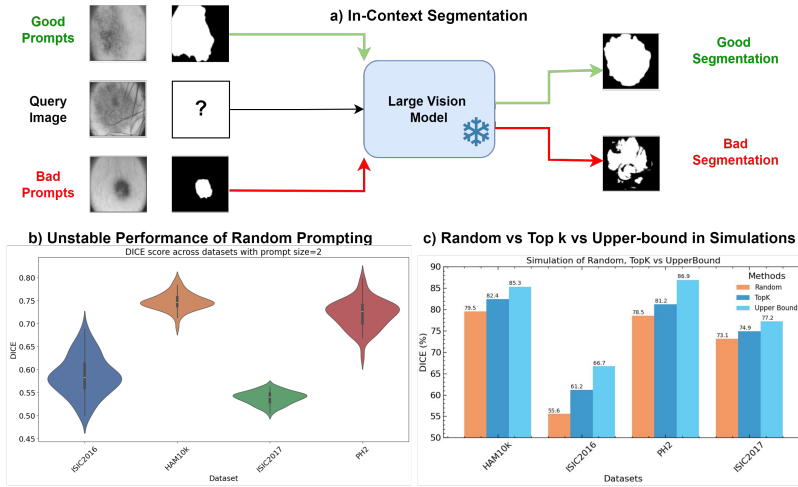 a) In-Context Segmentation
Good
Prompts
Query
Image
?
Bad
Prompts
Large Vision
Model
Good
Segmentation
Bad
Segmentation
b) Unstable Performance of Random Prompting
DICE score across datasets with prompt size=2
DICE
0.80
0.75
0.70
0.65
0.60
0.55
0.50
0.45
ISIC2016
HAM10k
ISIC2017
PH2
Dataset
c) Random vs Top k vs Upper-bound in Simulations
Simulation of Random, TopK vs UpperBound
DICE (%)
90
85
80
75
70
65
60
55
50
Methods
Random
TopK
Upper Bound
79.5
82.4
85.3
55.6
61.2
66.7
78.5
81.2
86.9
73.1
74.9
77.2
HAM10k
ISIC2016
PH2
ISIC2017
Datasets